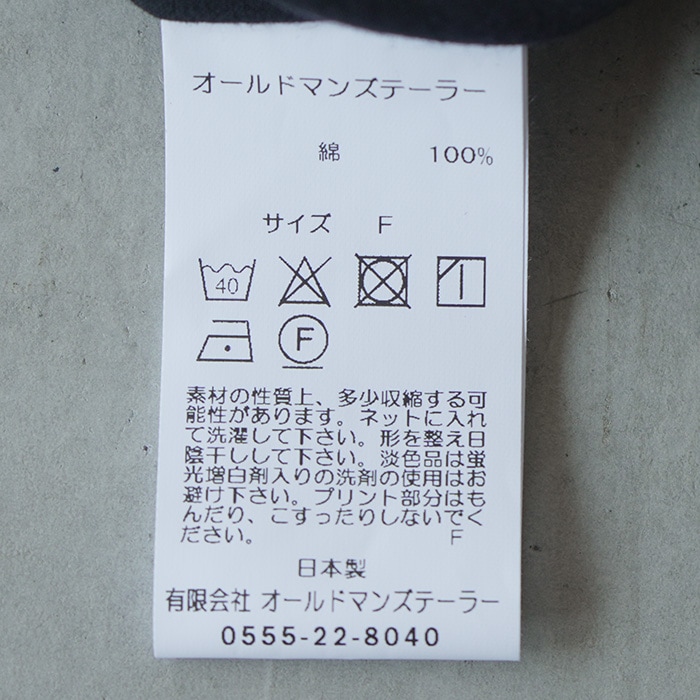 オールドマンズテーラー
綿 100%
サイズ F
40
F
素材の性質上、多少収縮する可
能性があります。ネットに入れ
て洗濯して下さい。形を整え日
陰干しして下さい。淡色品は蛍
光増白剤入りの洗剤の使用はお
避け下さい。プリント部分はも
んだり、こすったりしないでく
ださい。 F
日本製
有限会社 オールドマンズテーラー
0555-22-8040